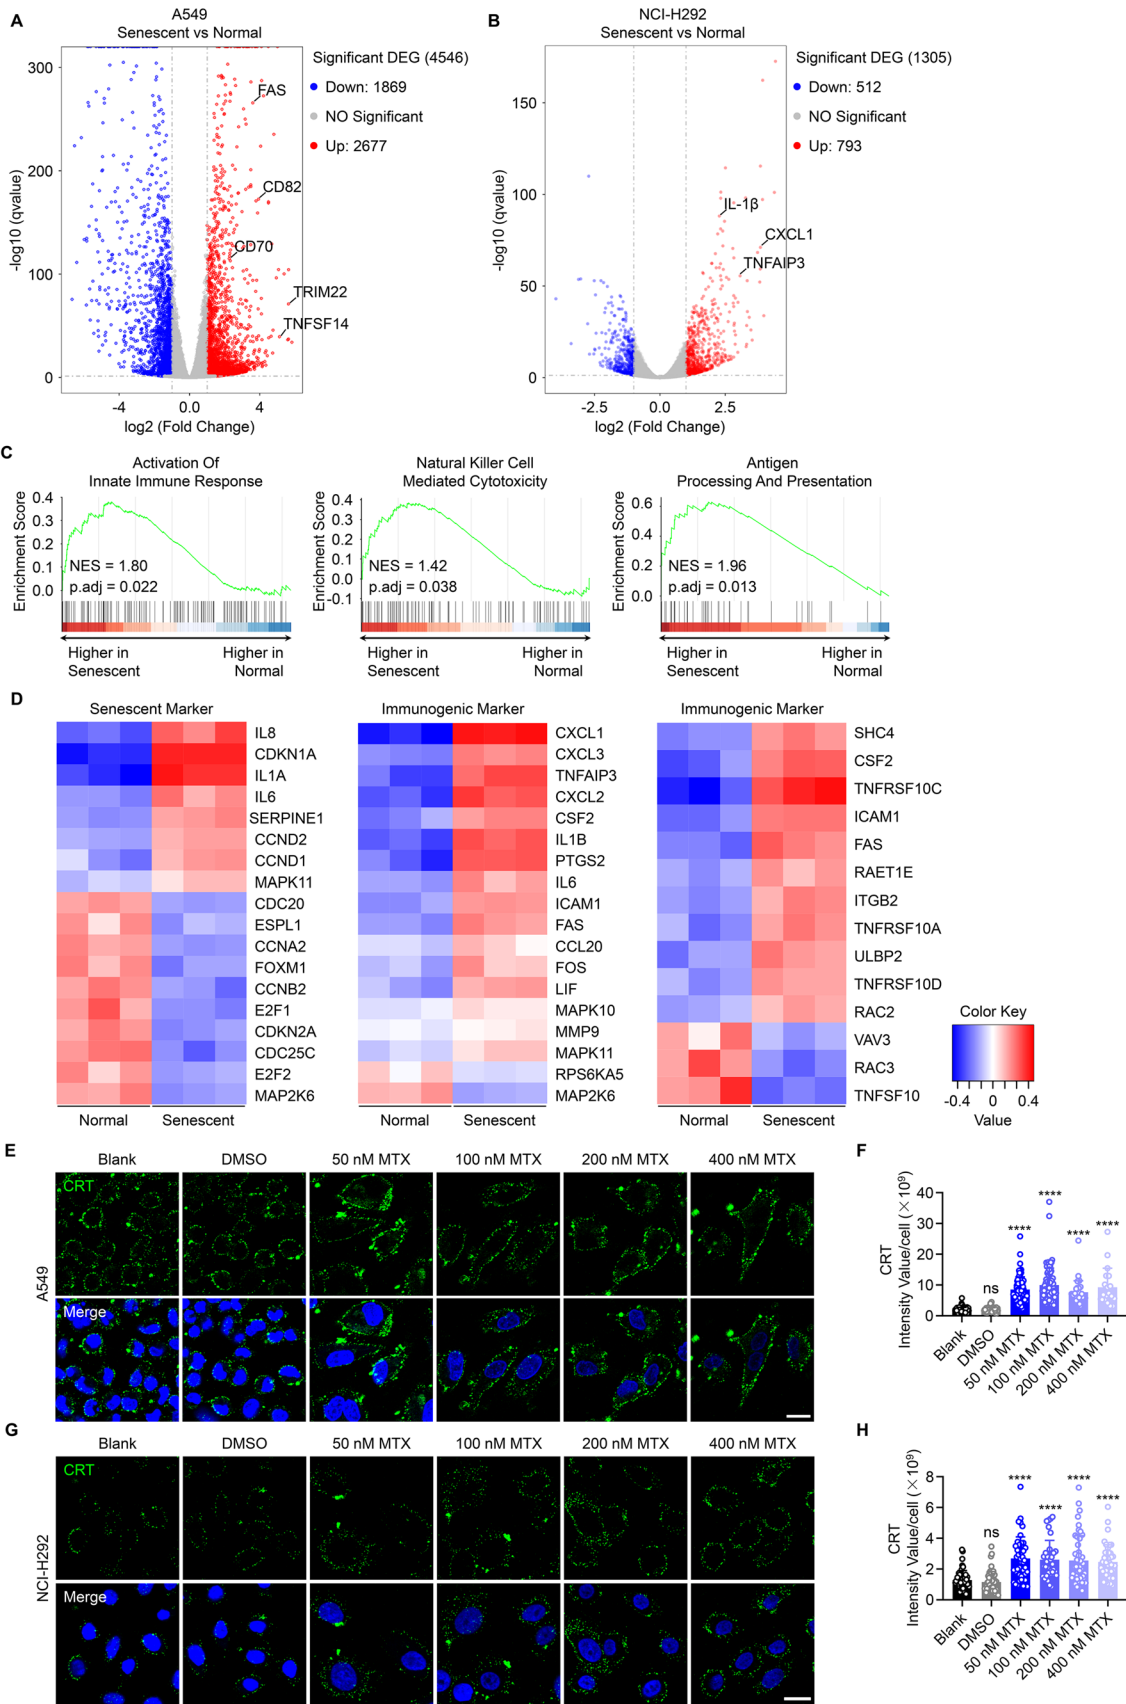 A
A549
Senescent vs Normal
300
200
100
0
-4
0.0
4
-log10 (qvalue)
log2 (Fold Change)
FAS
CD82
CD70
TRIM22
TNFSF14
Significant DEG (4546)
Down: 1869
NO Significant
Up: 2677
B
NCI-H292
Senescent vs Normal
150
100
50
0
-2.5
0.0
2.5
-log10 (qvalue)
log2 (Fold Change)
IL-1β
CXCL1
TNFAIP3
Significant DEG (1305)
Down: 512
NO Significant
Up: 793
C
Activation Of
Innate Immune Response
Enrichment Score
0.4
0.3
0.2
0.1
0.0
NES = 1.80
p.adj = 0.022
Higher in
Senescent
Higher in
Normal
Natural Killer Cell
Mediated Cytotoxicity
Enrichment Score
0.4
0.3
0.2
0.1
0.0
-0.1
NES = 1.42
p.adj = 0.038
Higher in
Senescent
Higher in
Normal
Antigen
Processing And Presentation
Enrichment Score
0.6
0.4
0.2
0.0
NES = 1.96
p.adj = 0.013
Higher in
Senescent
Higher in
Normal
D
Senescent Marker
IL8
CDKN1A
IL1A
IL6
SERPINE1
CCND2
CCND1
MAPK11
CDC20
ESPL1
CCNA2
FOXM1
CCNB2
E2F1
CDKN2A
CDC25C
E2F2
MAP2K6
Normal
Senescent
Immunogenic Marker
CXCL1
CXCL3
TNFAIP3
CXCL2
CSF2
IL1B
PTGS2
IL6
ICAM1
FAS
CCL20
FOS
LIF
MAPK10
MMP9
MAPK11
RPS6KA5
MAP2K6
Normal
Senescent
Immunogenic Marker
SHC4
CSF2
TNFRSF10C
ICAM1
FAS
RAET1E
ITGB2
TNFRSF10A
ULBP2
TNFRSF10D
RAC2
VAV3
RAC3
TNFSF10
Normal
Senescent
Color Key
-0.4
0
0.4
Value
E
Blank
DMSO
50 nM MTX
100 nM MTX
200 nM MTX
400 nM MTX
A549
CRT
Merge
F
CRT
Intensity Value/cell (×10⁹)
40
30
20
10
0
ns
****
****
****
****
Blank
DMSO
50 nM MTX
100 nM MTX
200 nM MTX
400 nM MTX
G
Blank
DMSO
50 nM MTX
100 nM MTX
200 nM MTX
400 nM MTX
NCI-H292
CRT
Merge
H
CRT
Intensity Value/cell (×10⁹)
8
6
4
2
0
ns
****
****
****
****
Blank
DMSO
50 nM MTX
100 nM MTX
200 nM MTX
400 nM MTX